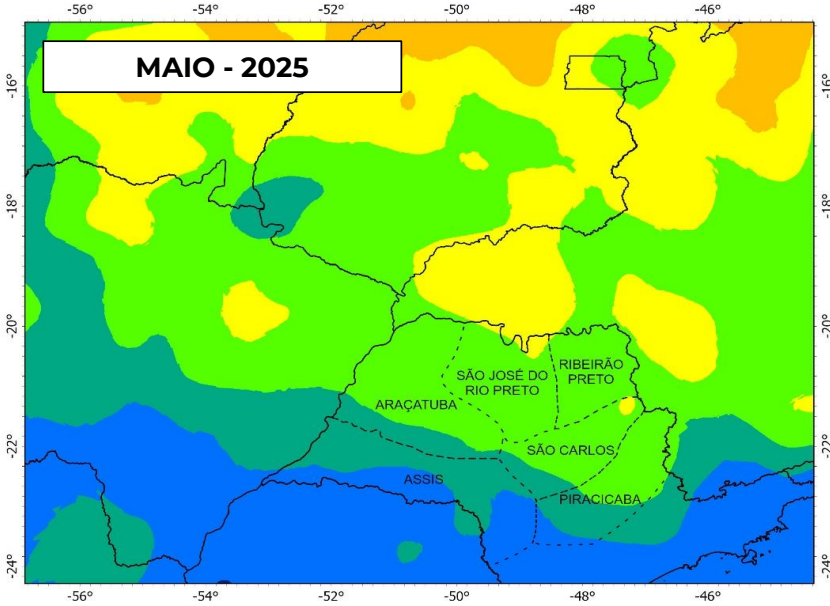 -56° -54° -52° -50° -48° -46°
MAIO - 2025
-16° -16°
-18° -18°
-20° -20°
SÃO JOSÉ DO
RIO PRETO
RIBEIRÃO
PRETO
ARAÇATUBA
-22° -22°
SÃO CARLOS
ASSIS
PIRACICABA
-24° -24°
-56° -54° -52° -50° -48° -46°